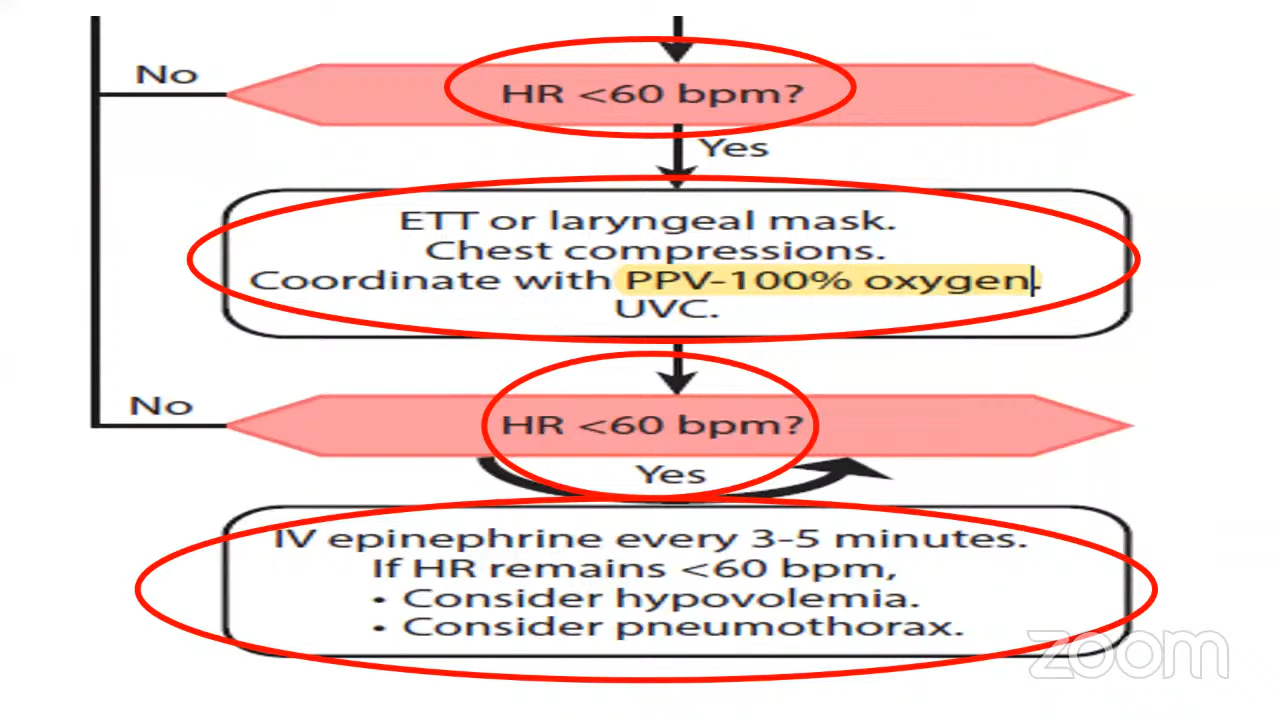 No
HR <60 bpm?
Yes
ETT or laryngeal mask.
Chest compressions.
Coordinate with PPV-100% oxygen.
UVC.
No
HR <60 bpm?
Yes
IV epinephrine every 3-5 minutes.
If HR remains <60 bpm,
• Consider hypovolemia.
• Consider pneumothorax.
zoom